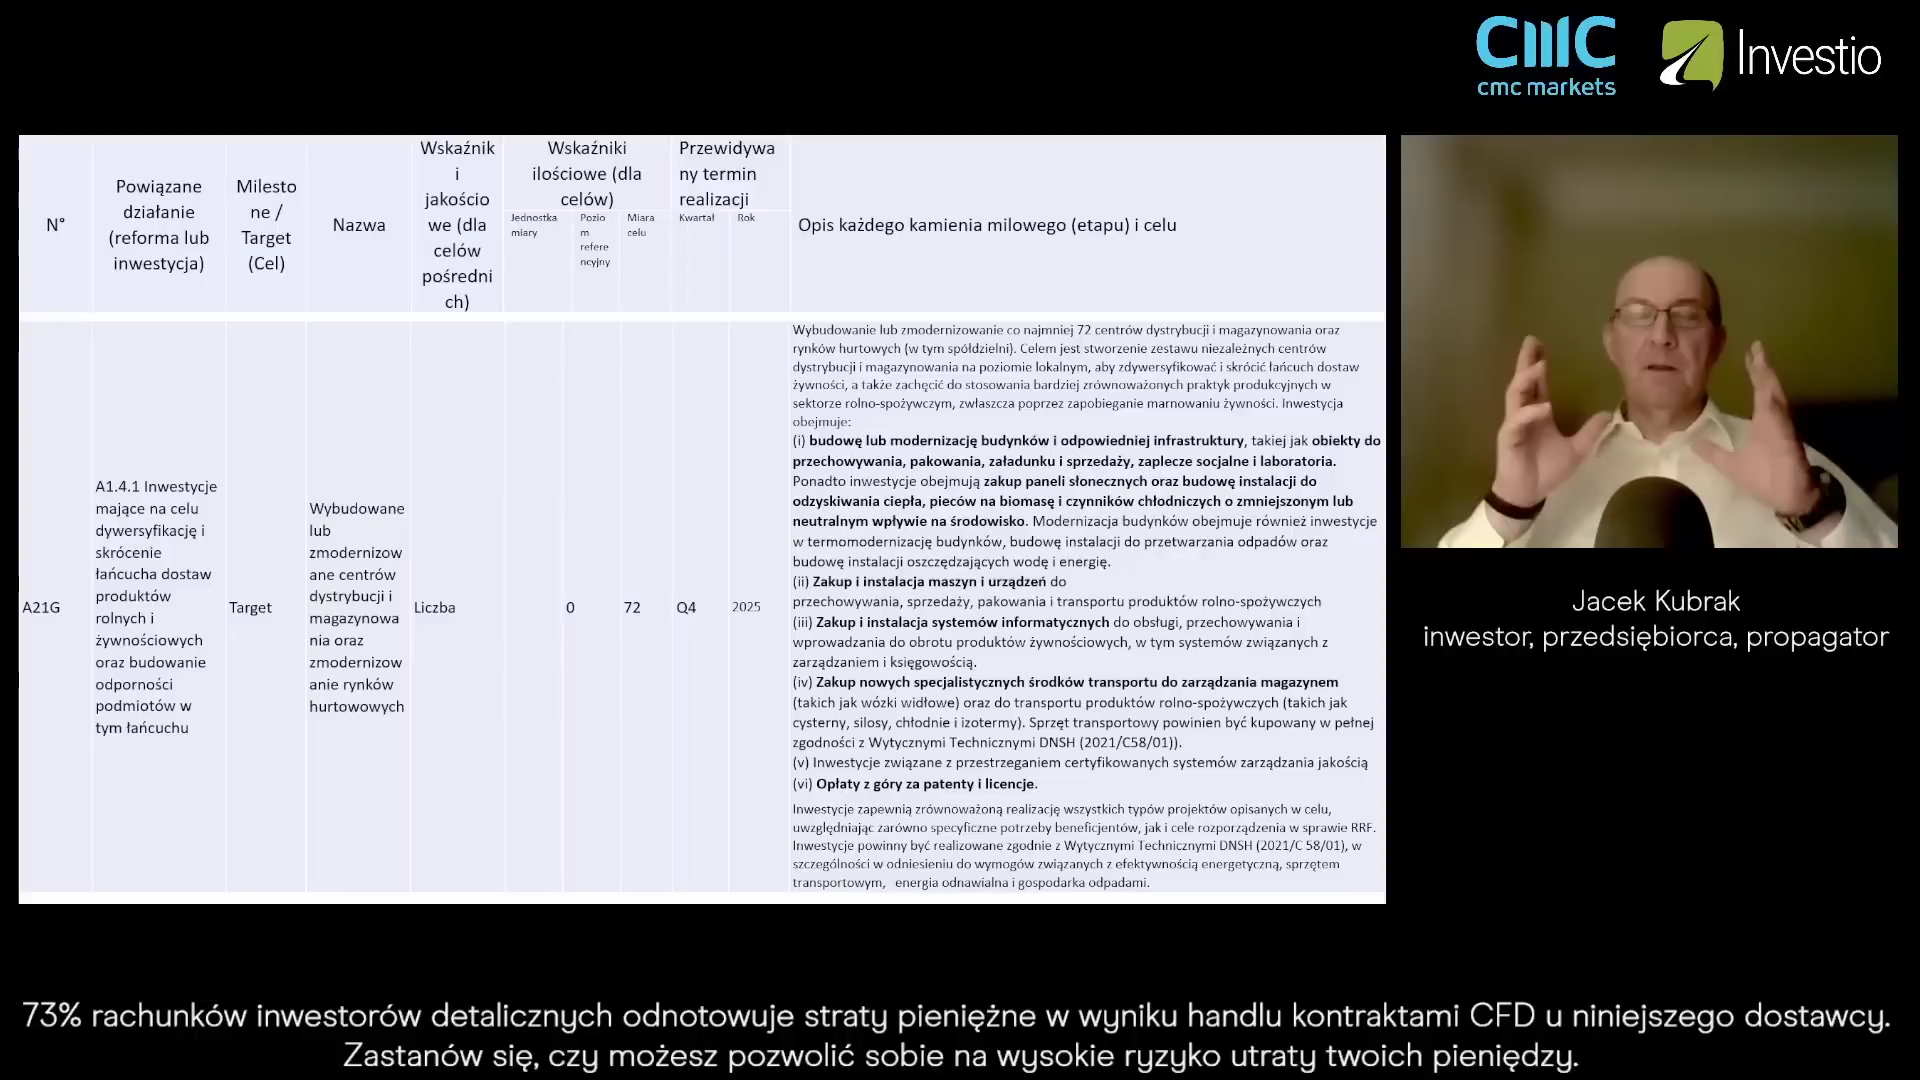 cmc
cmc markets
Investio
N°
Powiązane
działanie
(reforma lub
inwestycja)
Milesto
ne /
Target
(Cel)
Nazwa
Wskaźnik
i
jakościo
we (dla
celów
pośredni
ch)
Wskaźniki
ilościowe (dla
celów)
Jednostka
miary
Pozio
m
refere
ncyjny
Miara
celu
Przewidywa
ny termin
realizacji
Kwartał
Rok
Opis każdego kamienia milowego (etapu) i celu
A21G
A1.4.1 Inwestycje
mające na celu
dywersyfikację i
skrócenie
łańcucha dostaw
produktów
rolnych i
żywnościowych
oraz budowanie
odporności
podmiotów w
tym łańcuchu
Target
Wybudowane
lub
zmodernizow
ane centrów
dystrybucji i
magazynowa
nia oraz
zmodernizow
anie rynków
hurtowowych
Liczba
0
72
Q4
2025
Wybudowanie lub zmodernizowanie co najmniej 72 centrów dystrybucji i magazynowania oraz
rynków hurtowych (w tym spółdzielni). Celem jest stworzenie zestawu niezależnych centrów
dystrybucji i magazynowania na poziomie lokalnym, aby zdywersyfikować i skrócić łańcuch dostaw
żywności, a także zachęcić do stosowania bardziej zrównoważonych praktyk produkcyjnych w
sektorze rolno-spożywczym, zwłaszcza poprzez zapobieganie marnowaniu żywności. Inwestycja
obejmuje:
(i) budowę lub modernizację budynków i odpowiedniej infrastruktury, takiej jak obiekty do
przechowywania, pakowania, załadunku i sprzedaży, zaplecze socjalne i laboratoria.
Ponadto inwestycje obejmują zakup paneli słonecznych oraz budowę instalacji do
odzyskiwania ciepła, pieców na biomasę i czynników chłodniczych o zmniejszonym lub
neutralnym wpływie na środowisko. Modernizacja budynków obejmuje również inwestycje
w termomodernizację budynków, budowę instalacji do przetwarzania odpadów oraz
budowę instalacji oszczędzających wodę i energię.
(ii) Zakup i instalacja maszyn i urządzeń do
przechowywania, sprzedaży, pakowania i transportu produktów rolno-spożywczych
(iii) Zakup i instalacja systemów informatycznych do obsługi, przechowywania i
wprowadzania do obrotu produktów żywnościowych, w tym systemów związanych z
zarządzaniem i księgowością.
(iv) Zakup nowych specjalistycznych środków transportu do zarządzania magazynem
(takich jak wózki widłowe) oraz do transportu produktów rolno-spożywczych (takich jak
cysterny, silosy, chłodnie i izotermy). Sprzęt transportowy powinien być kupowany w pełnej
zgodności z Wytycznymi Technicznymi DNSH (2021/C58/01)).
(v) Inwestycje związane z przestrzeganiem certyfikowanych systemów zarządzania jakością
(vi) Opłaty z góry za patenty i licencje.
Inwestycje zapewnią zrównoważoną realizację wszystkich typów projektów opisanych w celu,
uwzględniając zarówno specyficzne potrzeby beneficjentów, jak i cele rozporządzenia w sprawie RRF.
Inwestycje powinny być realizowane zgodnie z Wytycznymi Technicznymi DNSH (2021/C 58/01), w
szczególności w odniesieniu do wymogów związanych z efektywnością energetyczną, sprzętem
transportowym, energia odnawialna i gospodarka odpadami.
Jacek Kubrak
inwestor, przedsiębiorca, propagator
73% rachunków inwestorów detalicznych odnotowuje straty pieniężne w wyniku handlu kontraktami CFD u niniejszego dostawcy.
Zastanów się, czy możesz pozwolić sobie na wysokie ryzyko utraty twoich pieniędzy.